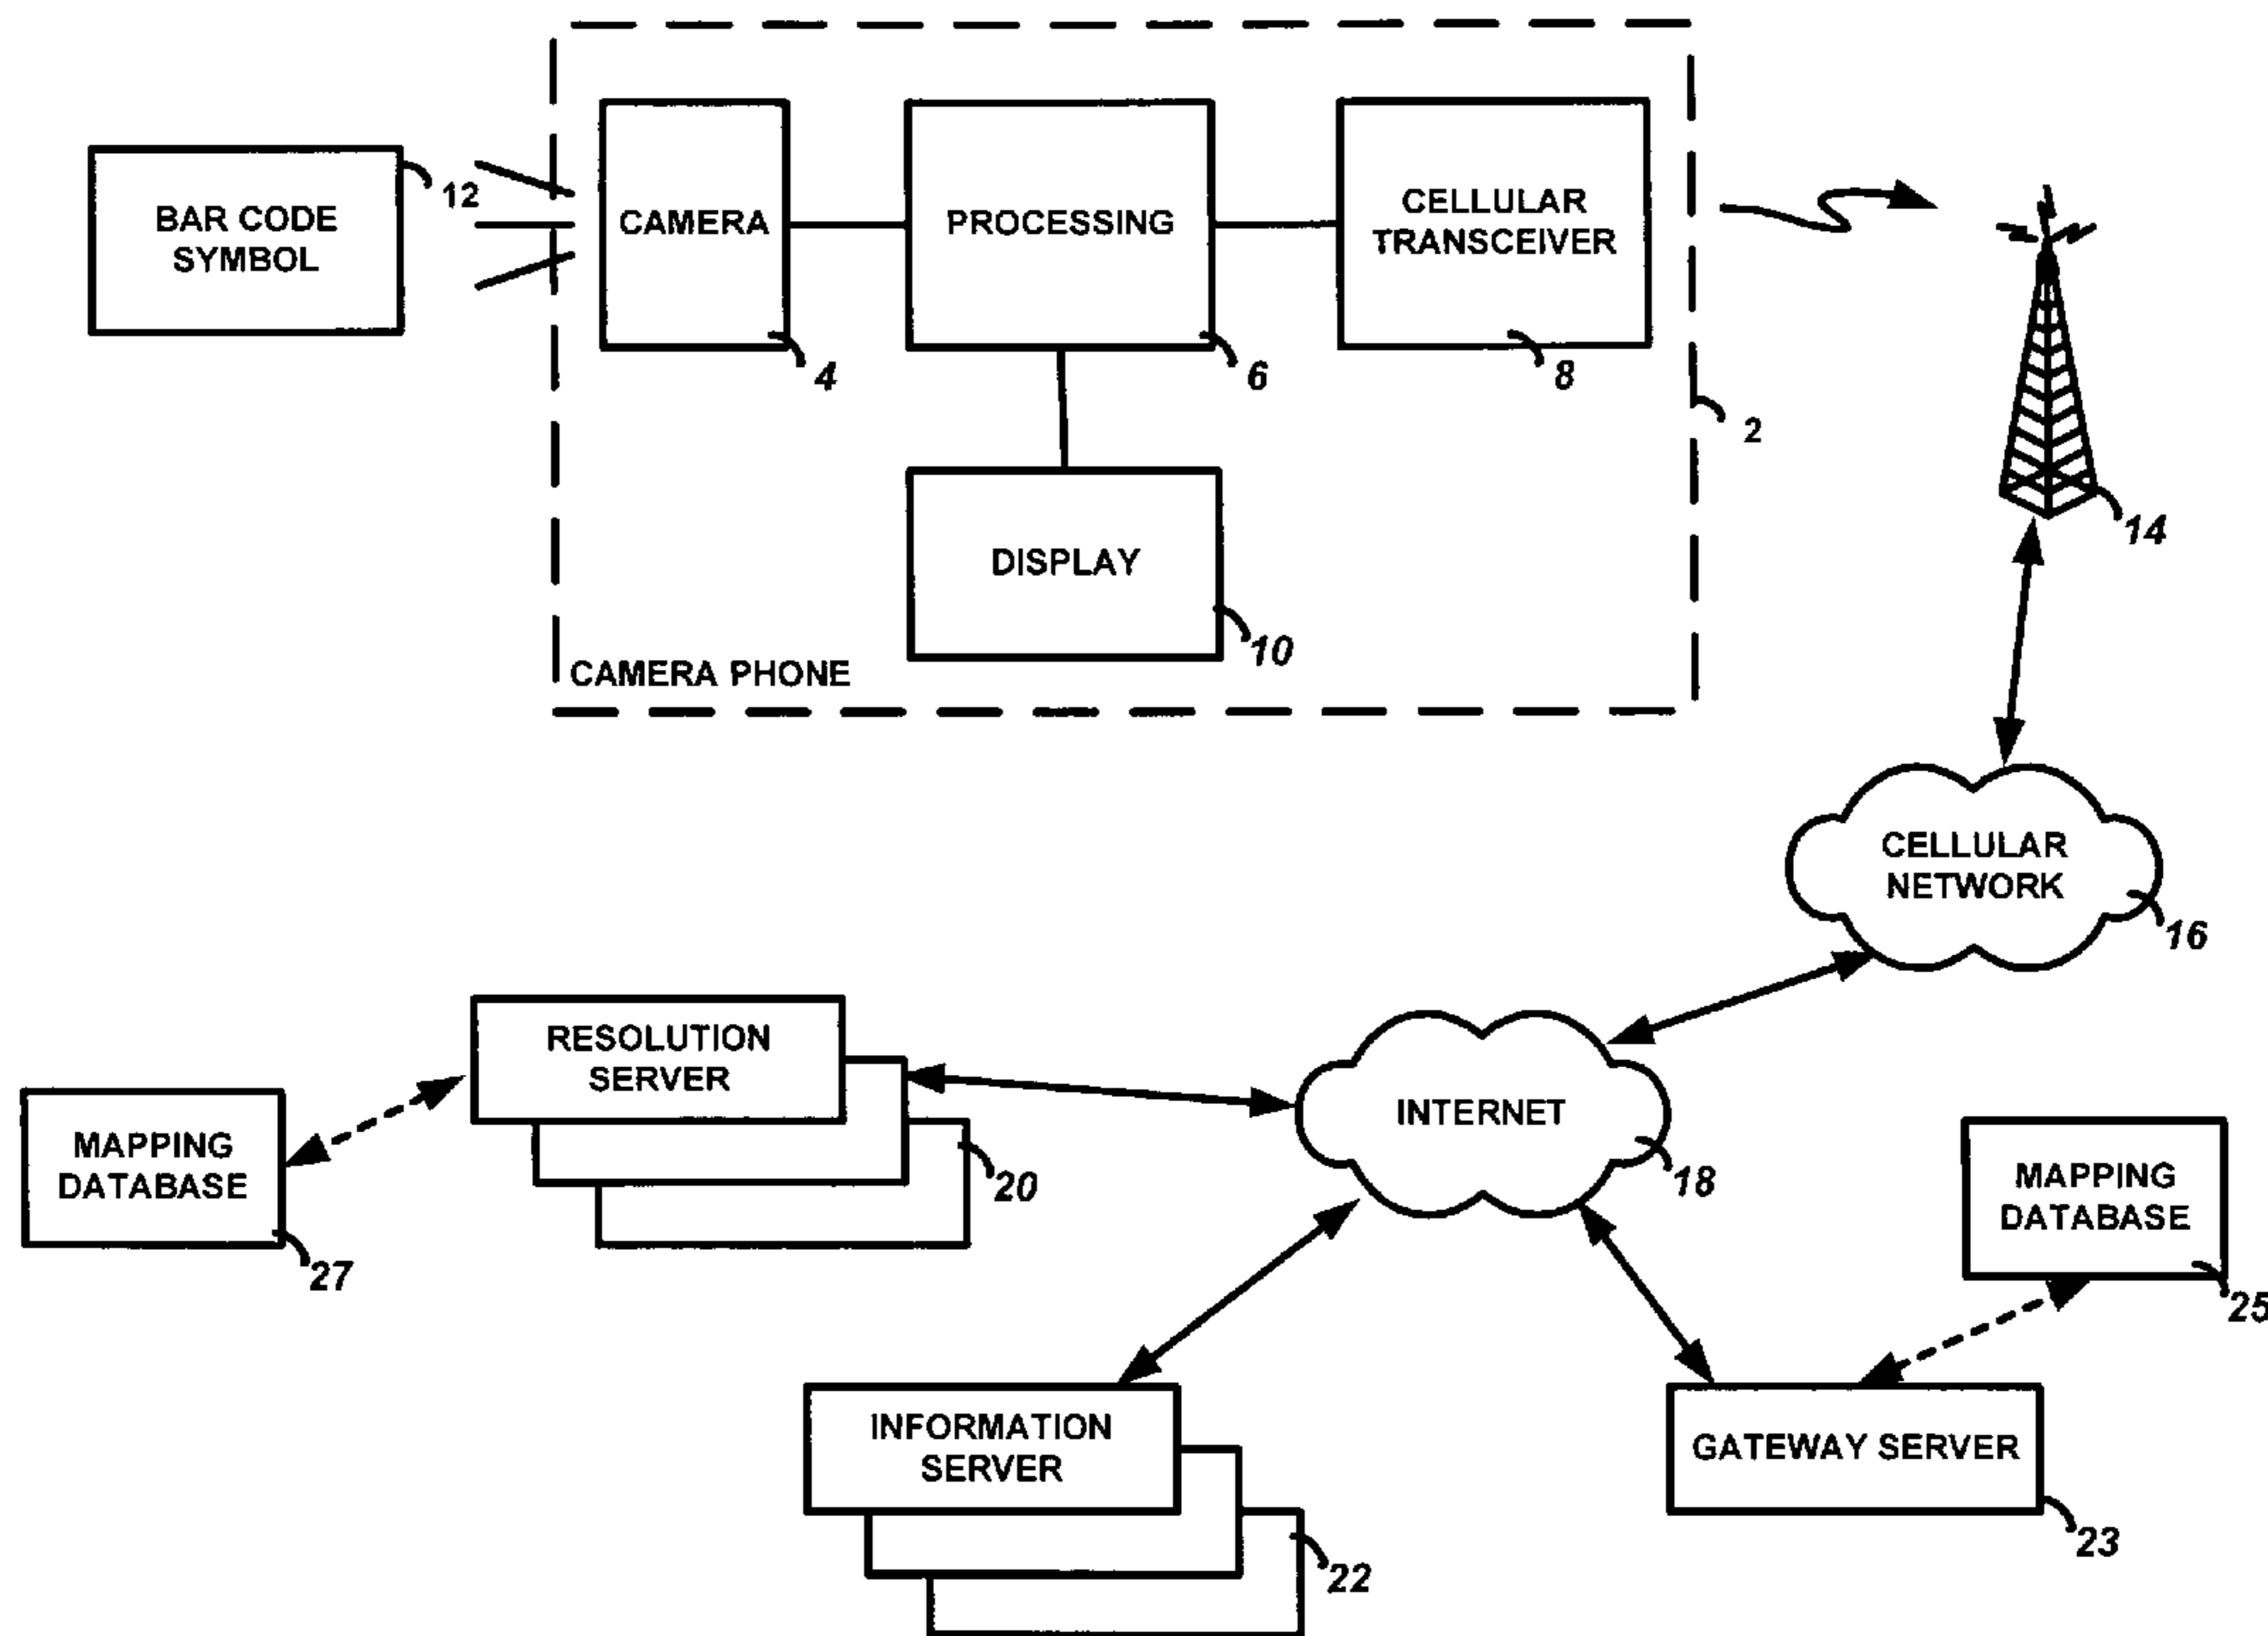 BAR CODE
SYMBOL
12
CAMERA
4
PROCESSING
6
CELLULAR
TRANSCEIVER
8
2
DISPLAY
10
CAMERA PHONE
14
CELLULAR
NETWORK
16
RESOLUTION
SERVER
20
MAPPING
DATABASE
27
INTERNET
18
MAPPING
DATABASE
25
INFORMATION
SERVER
22
GATEWAY SERVER
23